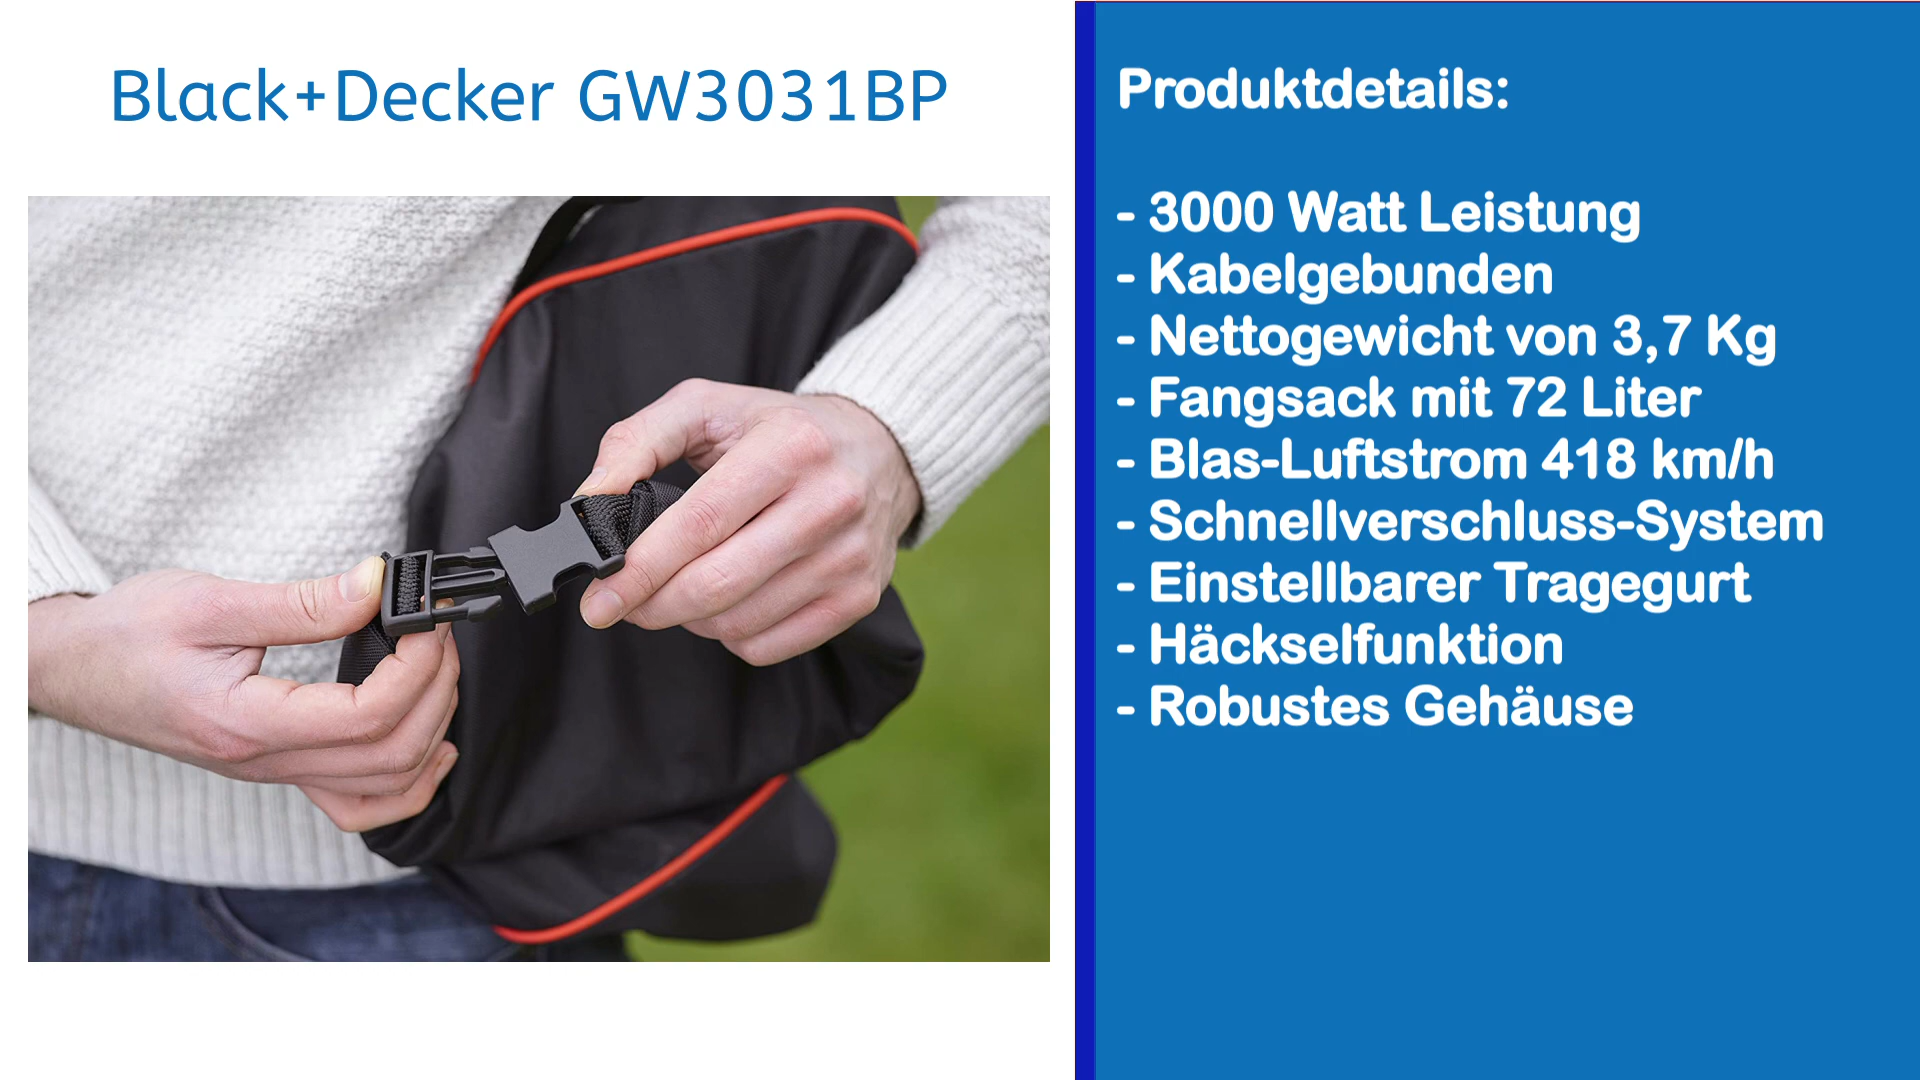 Black+Decker GW3031BP
Produktdetails:
- 3000 Watt Leistung
- Kabelgebunden
- Nettogewicht von 3,7 Kg
- Fangsack mit 72 Liter
- Blas-Luftstrom 418 km/h
- Schnellverschluss-System
- Einstellbarer Tragegurt
- Häckselfunktion
- Robustes Gehäuse